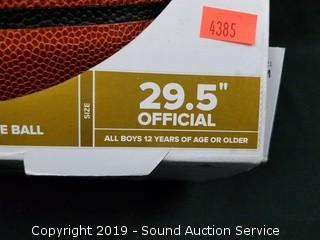 4385
SIZE
29.5"
OFFICIAL
E BALL
ALL BOYS 12 YEARS OF AGE OR OLDER
Copyright 2019 - Sound Auction Service